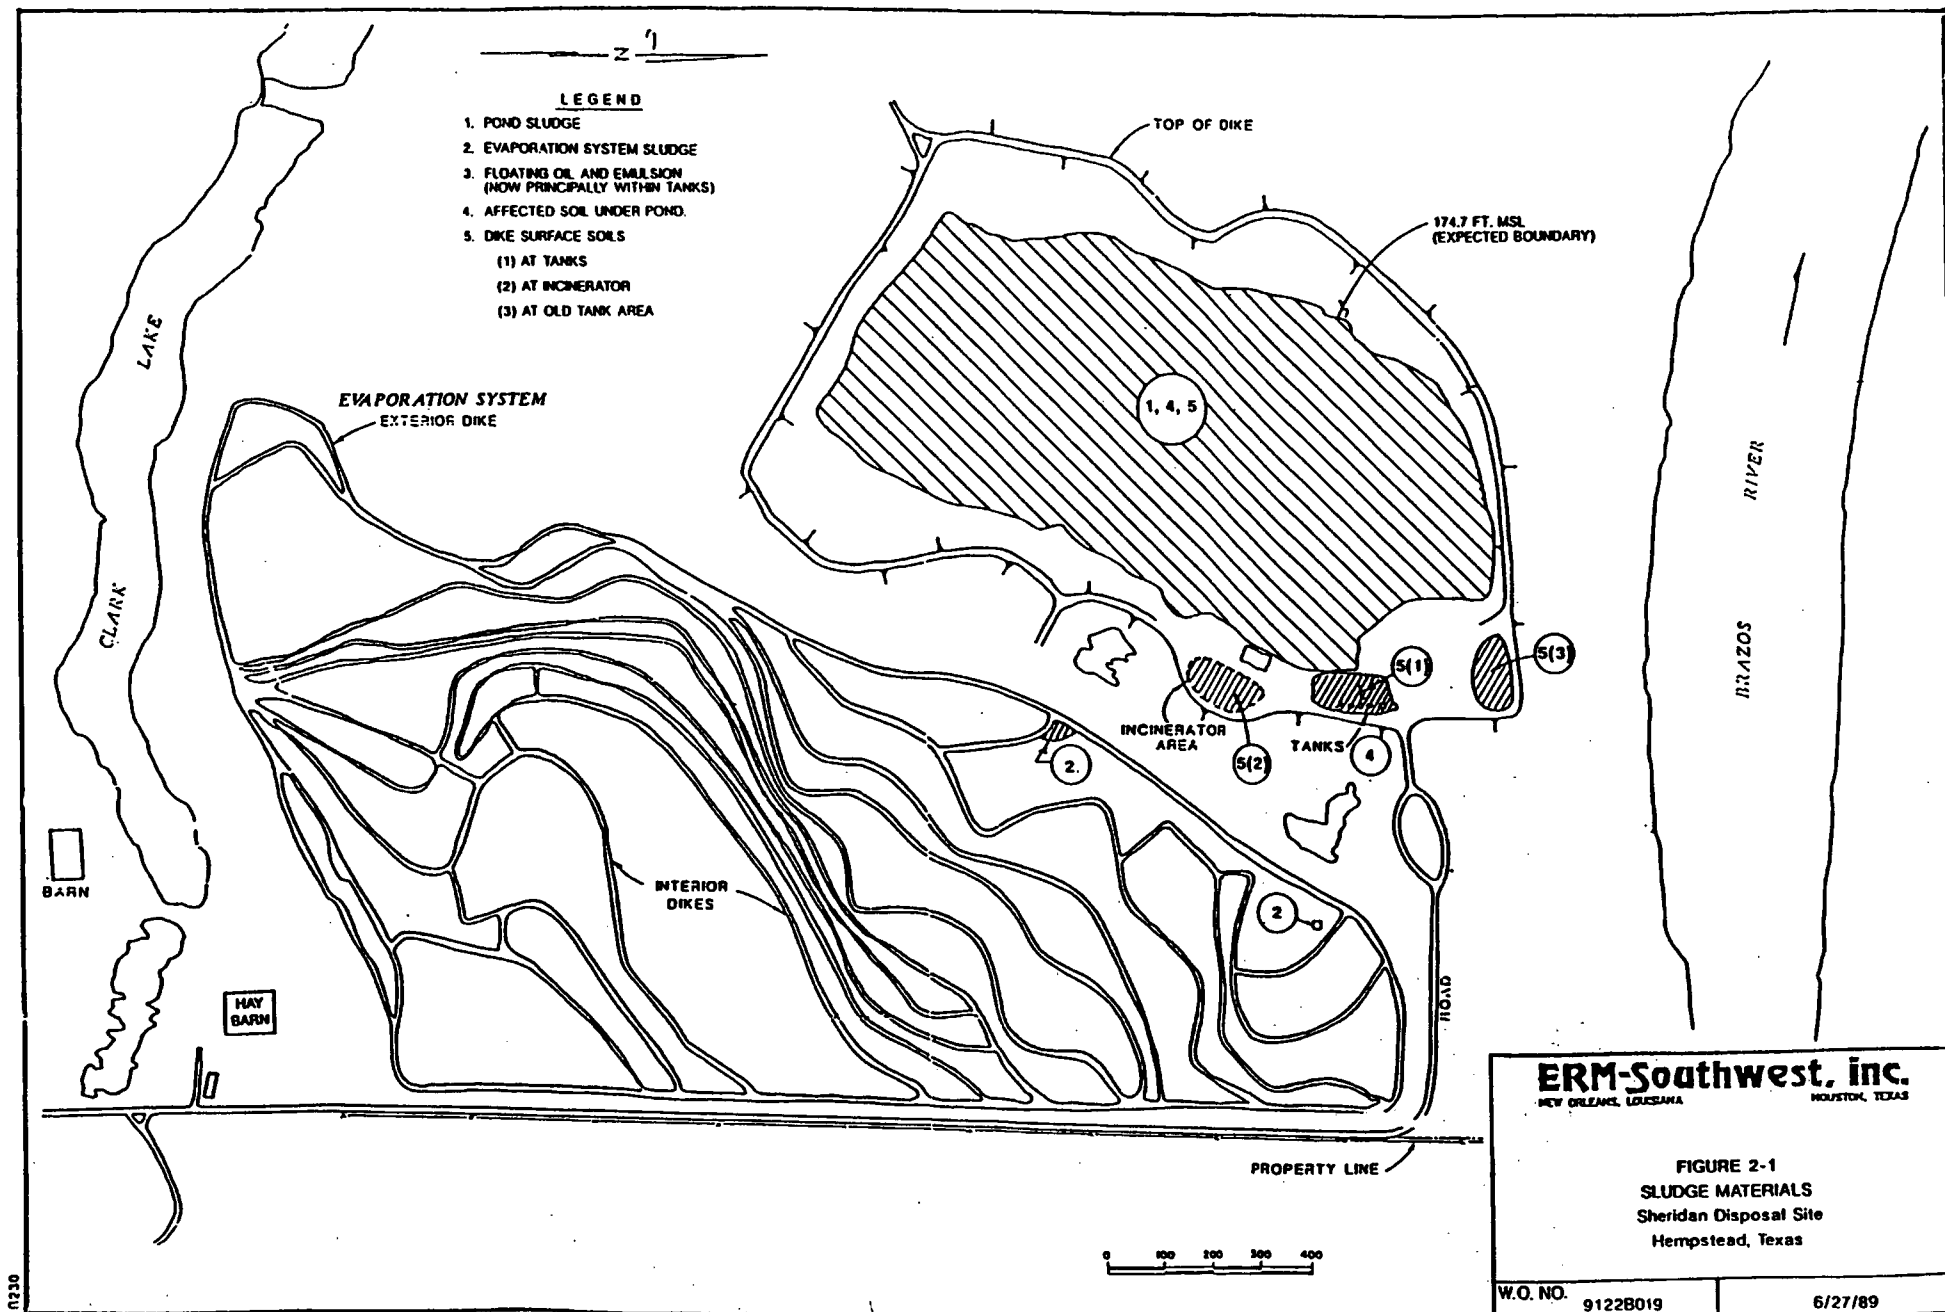 N
LEGEND
1. POND SLUDGE
2. EVAPORATION SYSTEM SLUDGE
3. FLOATING OIL AND EMULSION
(NOW PRINCIPALLY WITHIN TANKS)
4. AFFECTED SOIL UNDER POND.
5. DIKE SURFACE SOILS
(1) AT TANKS
(2) AT INCINERATOR
(3) AT OLD TANK AREA
TOP OF DIKE
174.7 FT. MSL
(EXPECTED BOUNDARY)
CLARK LAKE
EVAPORATION SYSTEM
EXTERIOR DIKE
1, 4, 5
BRAZOS RIVER
5(1)
5(3)
INCINERATOR
AREA
5(2)
TANKS
4
2.
BARN
INTERIOR
DIKES
2
HAY
BARN
ROAD
PROPERTY LINE
0 100 200 300 400
ERM-Southwest, inc.
NEW ORLEANS, LOUISIANA HOUSTON, TEXAS
FIGURE 2-1
SLUDGE MATERIALS
Sheridan Disposal Site
Hempstead, Texas
W.O. NO. 9122B019 6/27/89